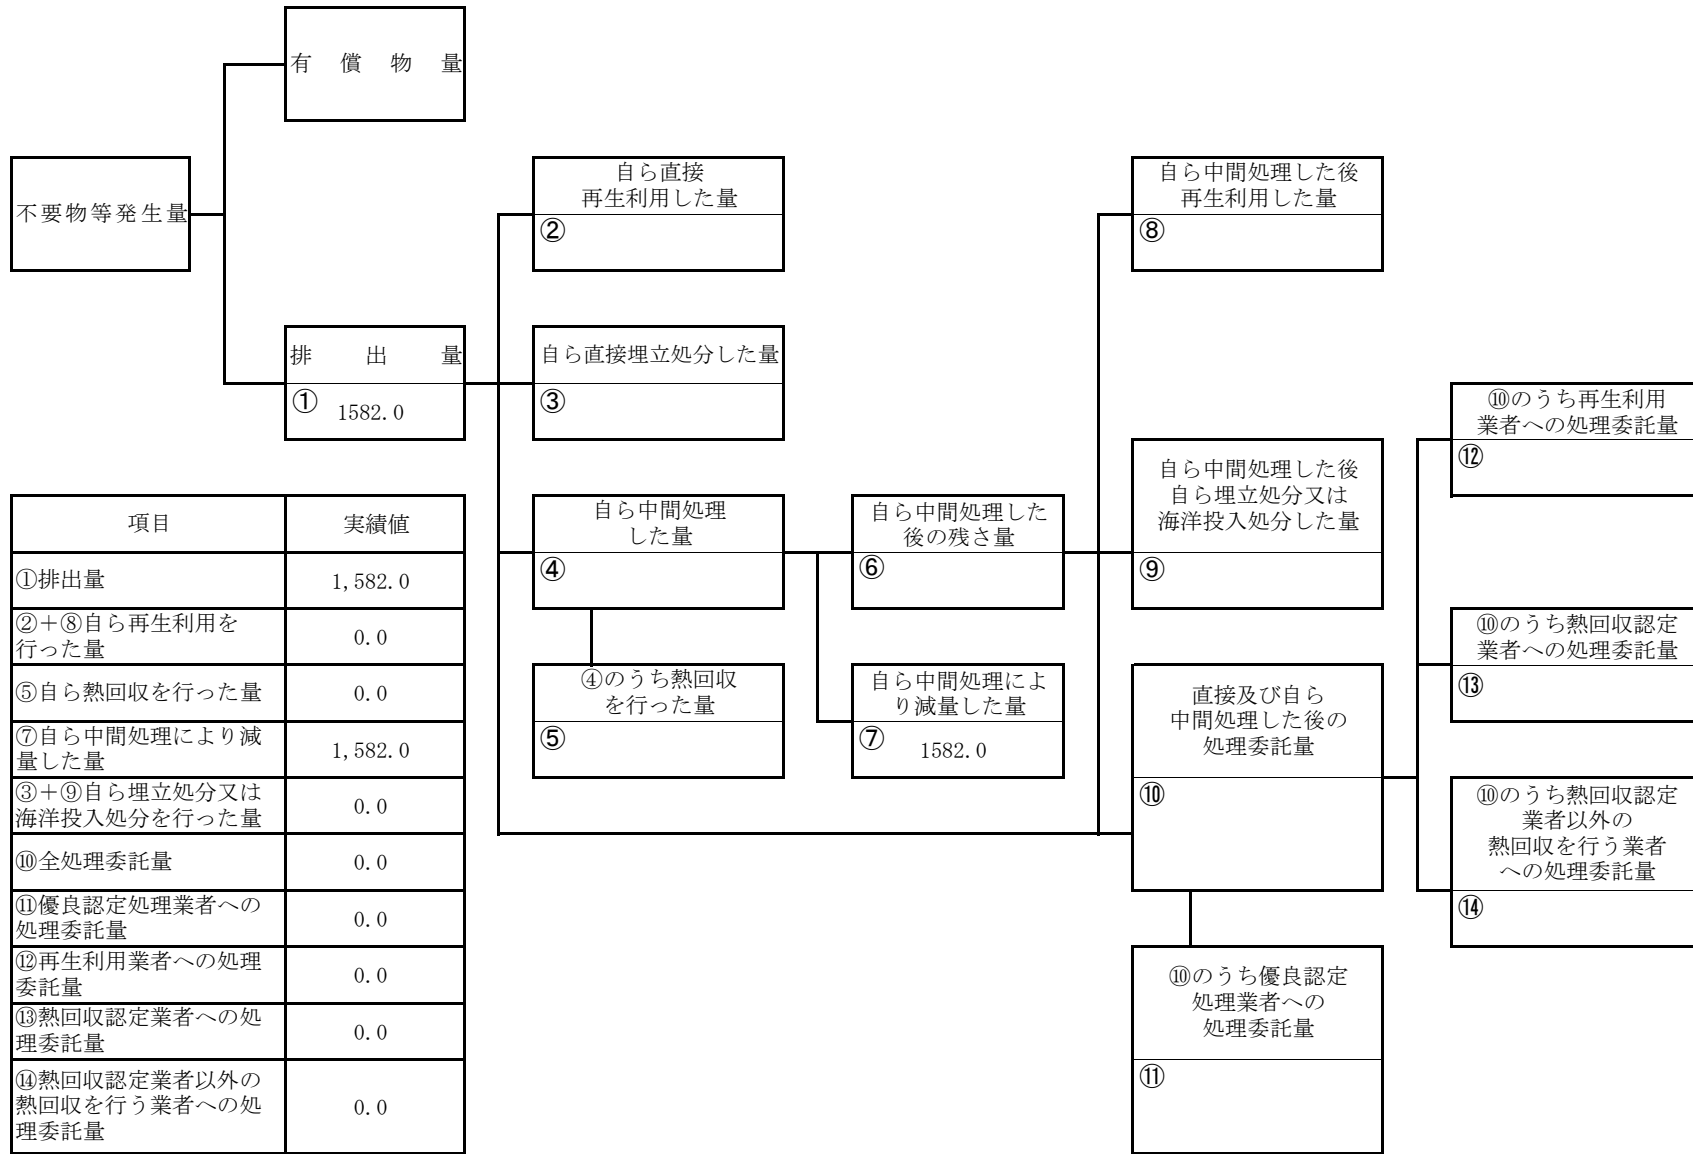 有償物量
不要物等発生量
排出量
① 1582.0
自ら直接
再生利用した量
②
自ら直接埋立処分した量
③
自ら中間処理
した量
④
④のうち熱回収
を行った量
⑤
自ら中間処理した
後の残さ量
⑥
自ら中間処理によ
り減量した量
⑦ 1582.0
自ら中間処理した後
再生利用した量
⑧
自ら中間処理した後
自ら埋立処分又は
海洋投入処分した量
⑨
直接及び自ら
中間処理した後の
処理委託量
⑩
⑩のうち優良認定
処理業者への
処理委託量
⑪
⑩のうち再生利用
業者への処理委託量
⑫
⑩のうち熱回収認定
業者への処理委託量
⑬
⑩のうち熱回収認定
業者以外の
熱回収を行う業者
への処理委託量
⑭
項目 実績値
①排出量 1,582.0
②+⑧自ら再生利用を
行った量 0.0
⑤自ら熱回収を行った量 0.0
⑦自ら中間処理により減
量した量 1,582.0
③+⑨自ら埋立処分又は
海洋投入処分を行った量 0.0
⑩全処理委託量 0.0
⑪優良認定処理業者への
処理委託量 0.0
⑫再生利用業者への処理
委託量 0.0
⑬熱回収認定業者への処
理委託量 0.0
⑭熱回収認定業者以外の
熱回収を行う業者への処
理委託量 0.0